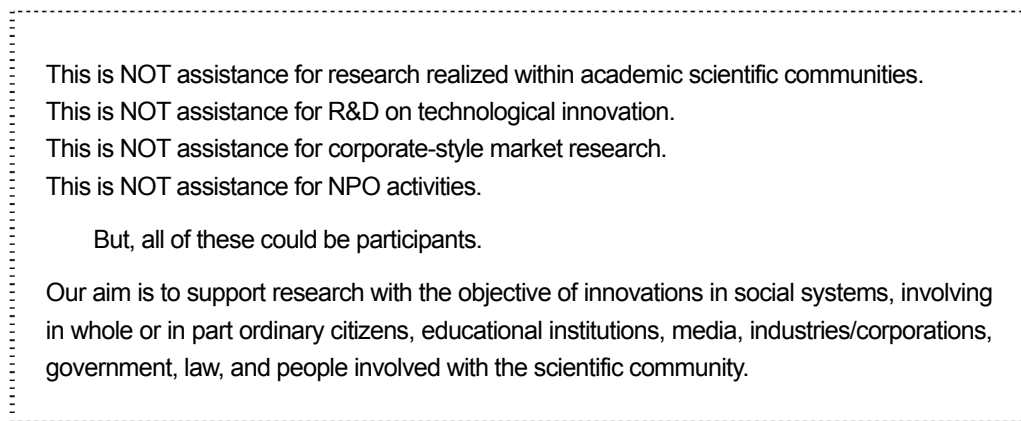 This is NOT assistance for research realized within academic scientific communities.
This is NOT assistance for R&D on technological innovation.
This is NOT assistance for corporate-style market research.
This is NOT assistance for NPO activities.
But, all of these could be participants.
Our aim is to support research with the objective of innovations in social systems, involving
in whole or in part ordinary citizens, educational institutions, media, industries/corporations,
government, law, and people involved with the scientific community.